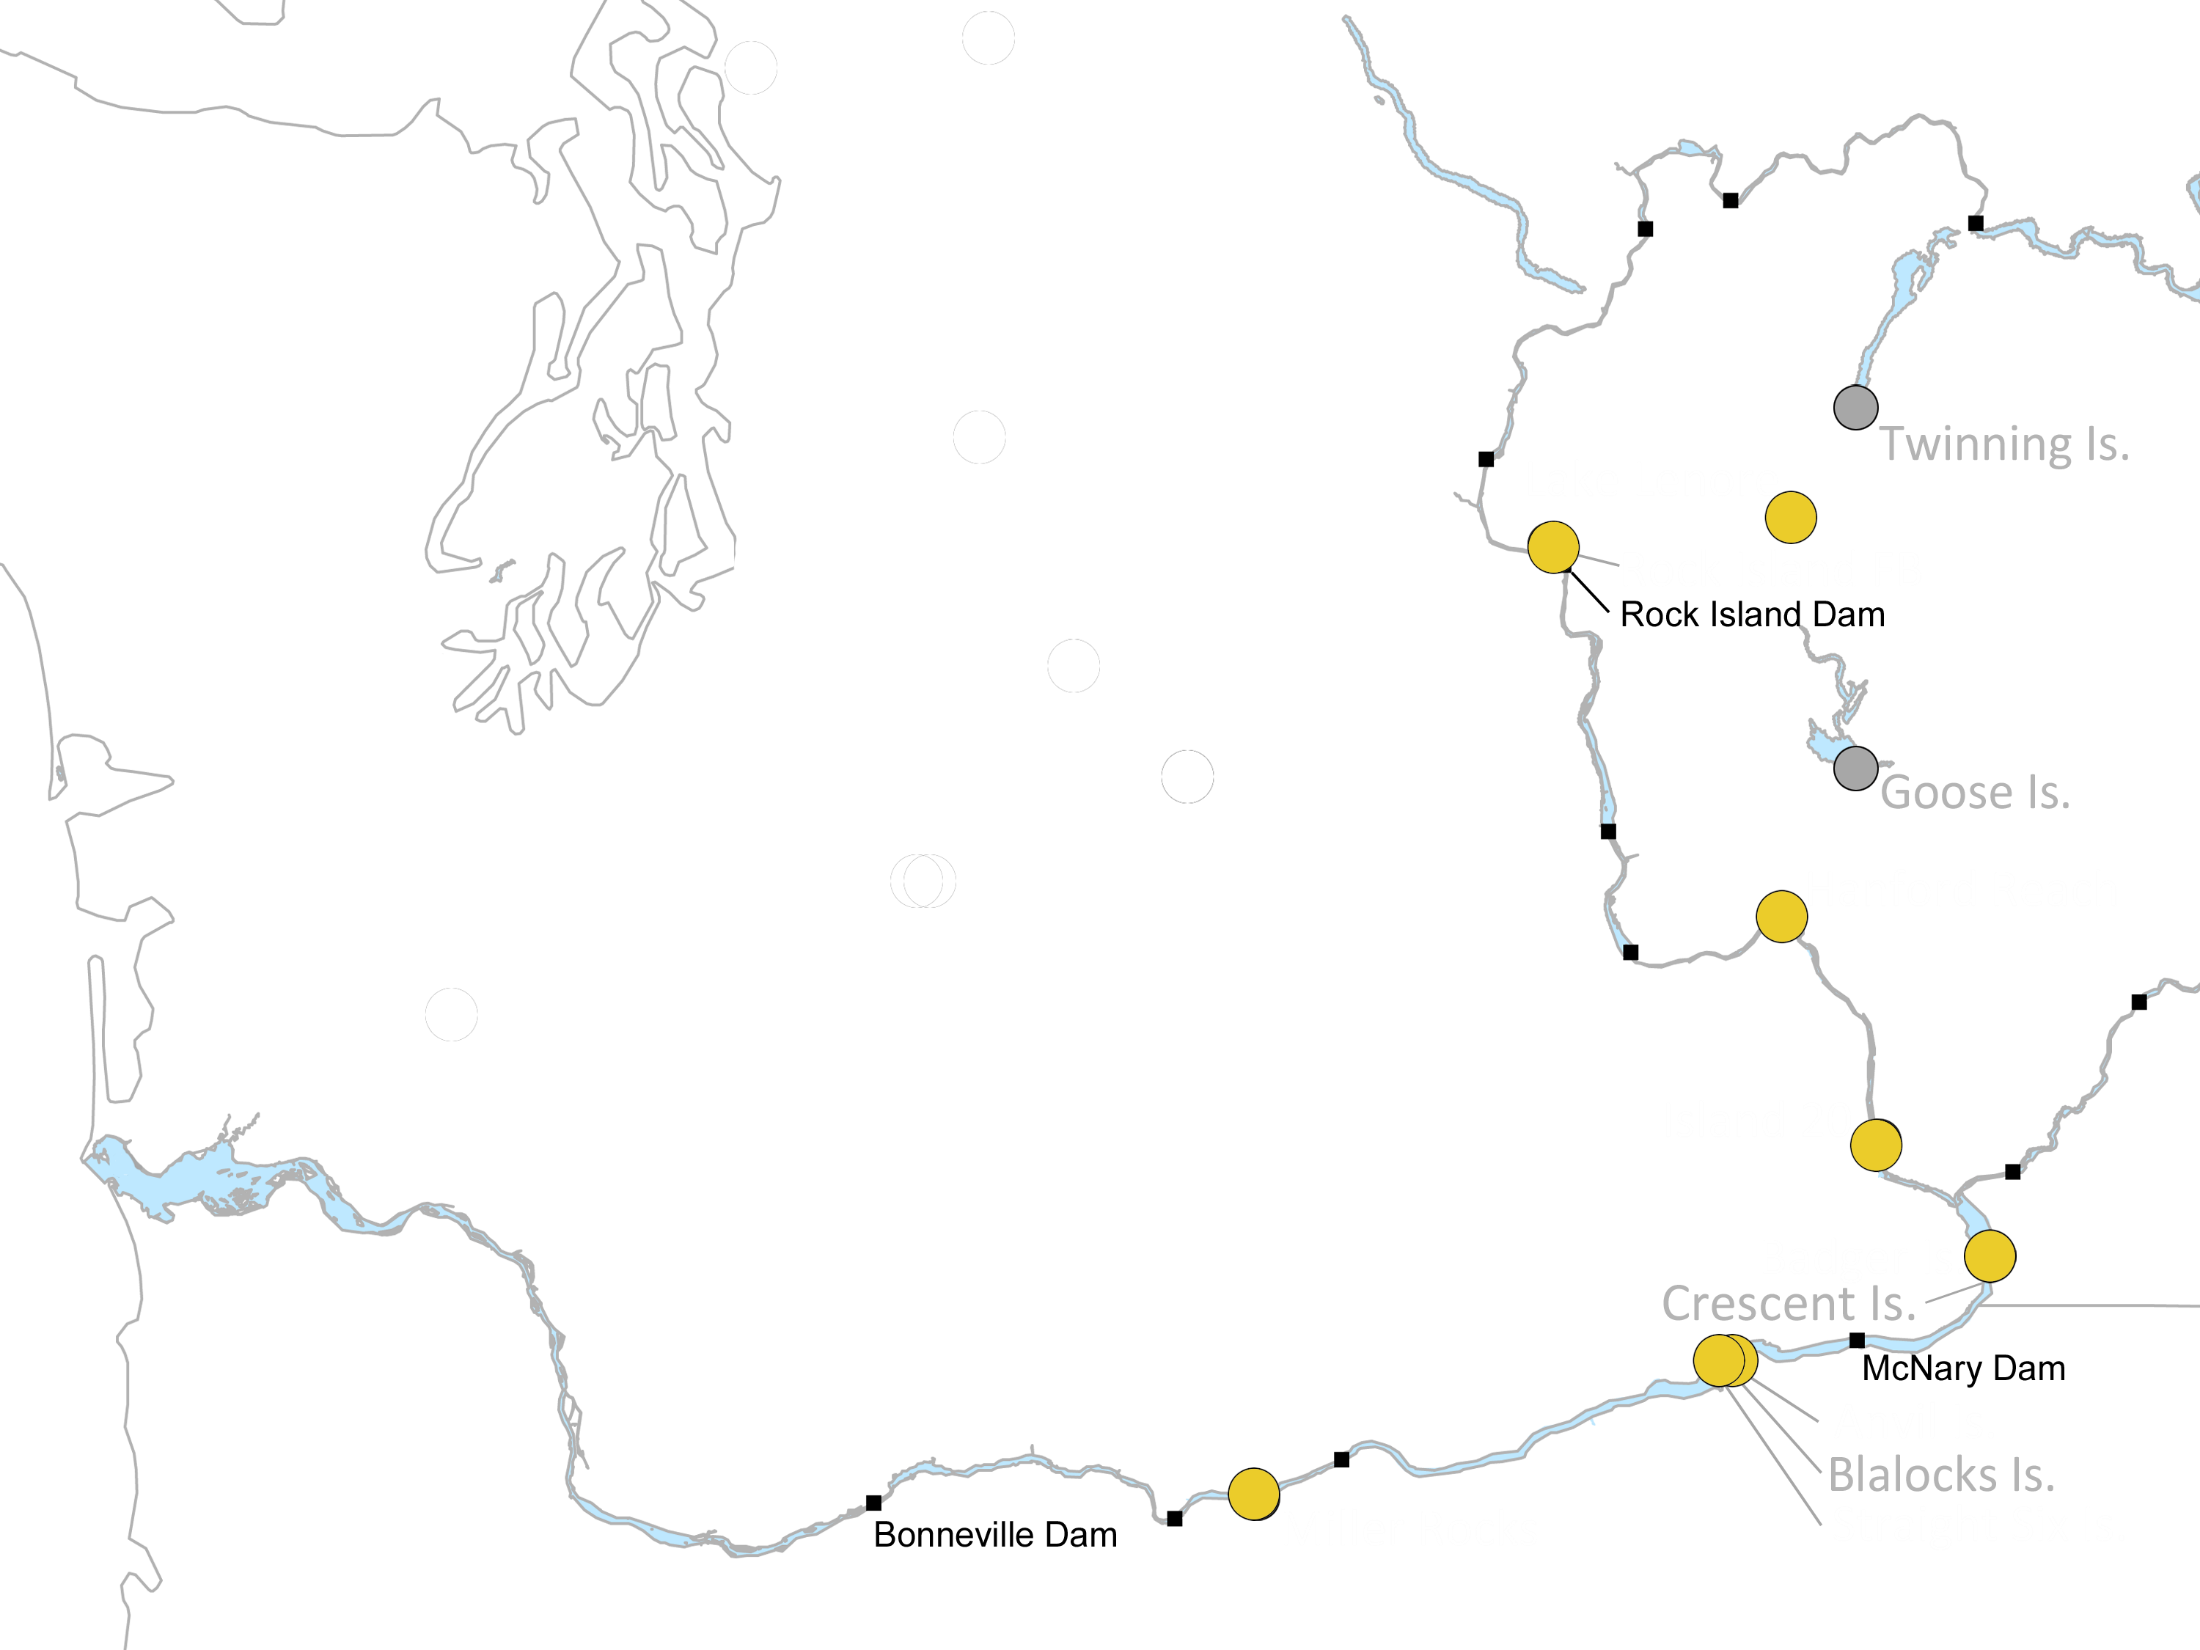 Twinning Is.
Rock Island Dam
Goose Is.
Crescent Is.
McNary Dam
Blalocks Is.
Bonneville Dam